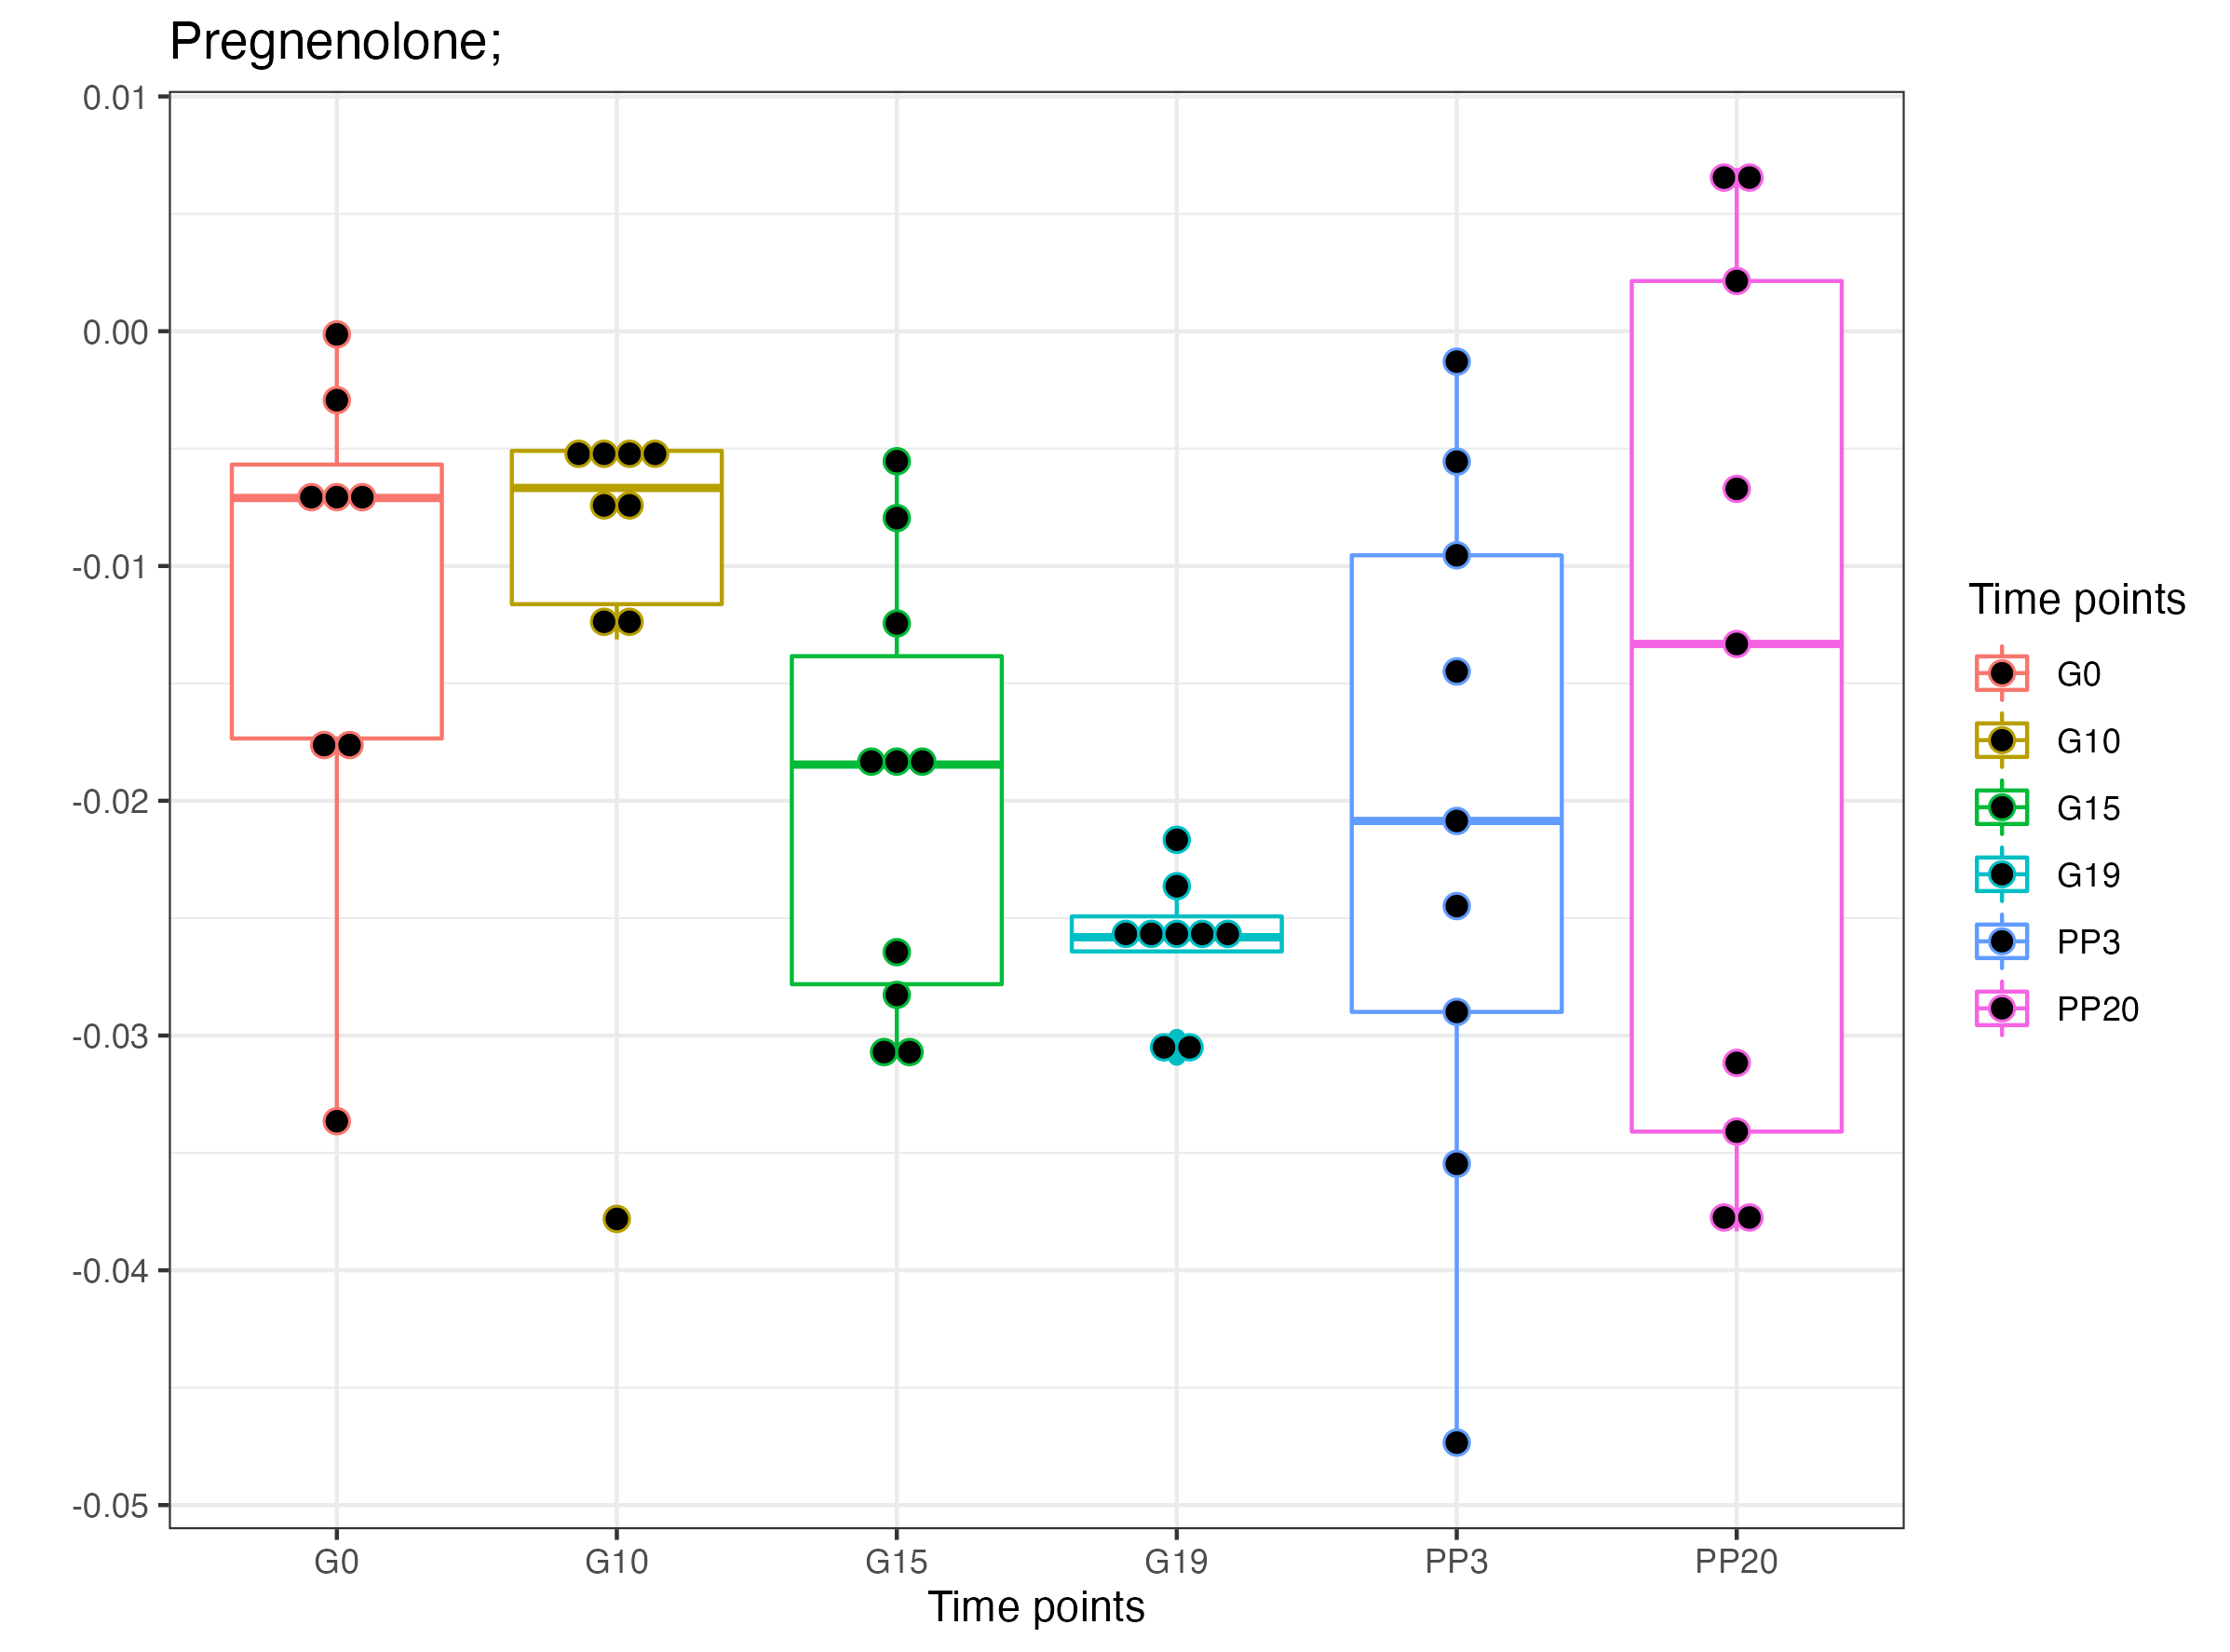 Pregnenolone;
0.01
0.00
-0.01
-0.02
-0.03
-0.04
-0.05
G0 G10 G15 G19 PP3 PP20
Time points
Time points
G0
G10
G15
G19
PP3
PP20